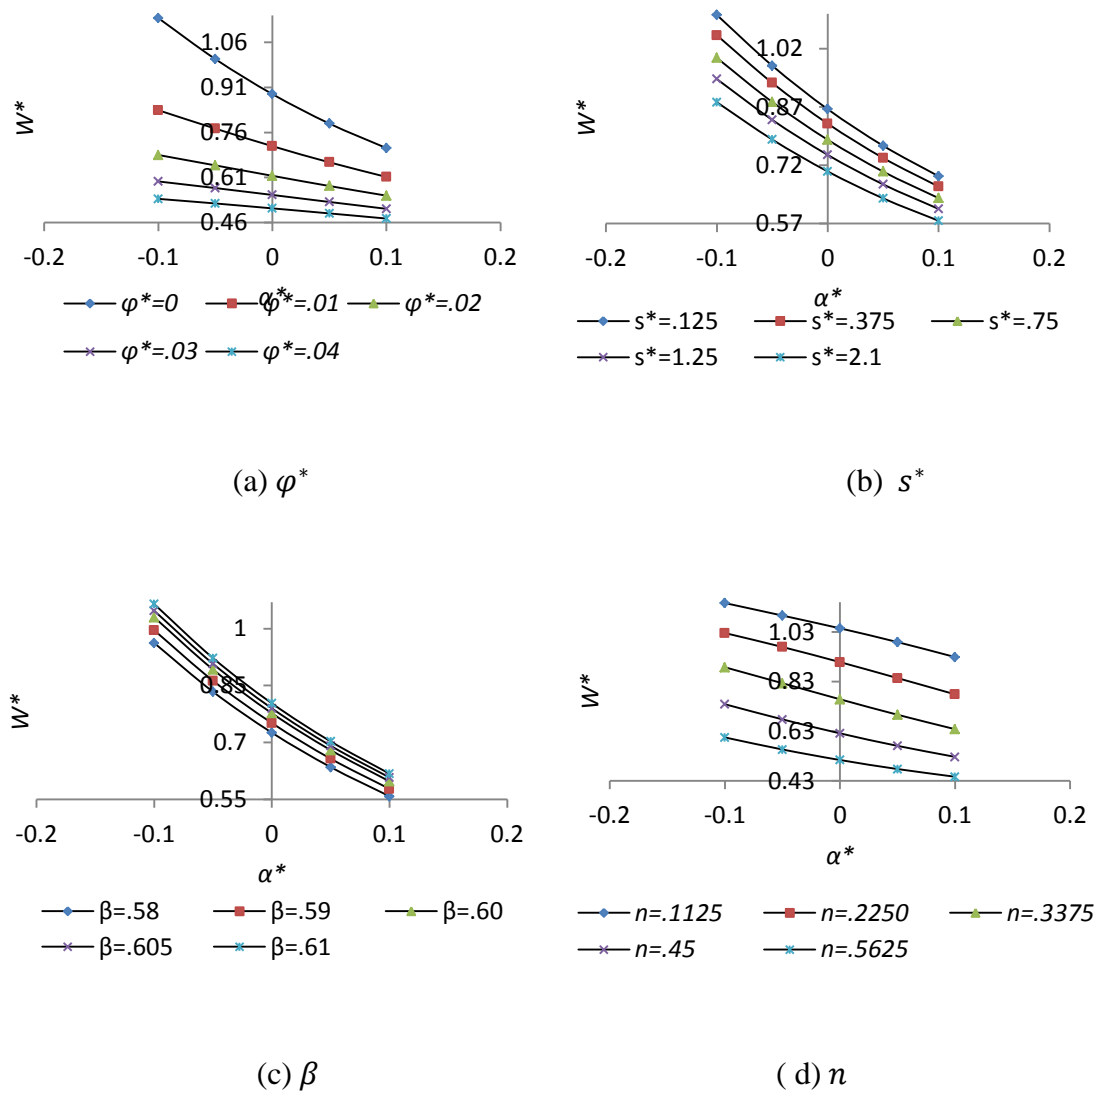 1.06
0.91
0.76
0.61
0.46
W*
-0.2 -0.1 0 0.1 0.2
α*
φ*=0 φ*=.01 φ*=.02
φ*=.03 φ*=.04
(a) φ*
1.02
0.87
0.72
0.57
W*
-0.2 -0.1 0 0.1 0.2
α*
s*=.125 s*=.375 s*=.75
s*=1.25 s*=2.1
(b) s*
1
0.85
0.7
0.55
W*
-0.2 -0.1 0 0.1 0.2
α*
β=.58 β=.59 β=.60
β=.605 β=.61
(c) β
1.03
0.83
0.63
0.43
W*
-0.2 -0.1 0 0.1 0.2
α*
n=.1125 n=.2250 n=.3375
n=.45 n=.5625
( d) n